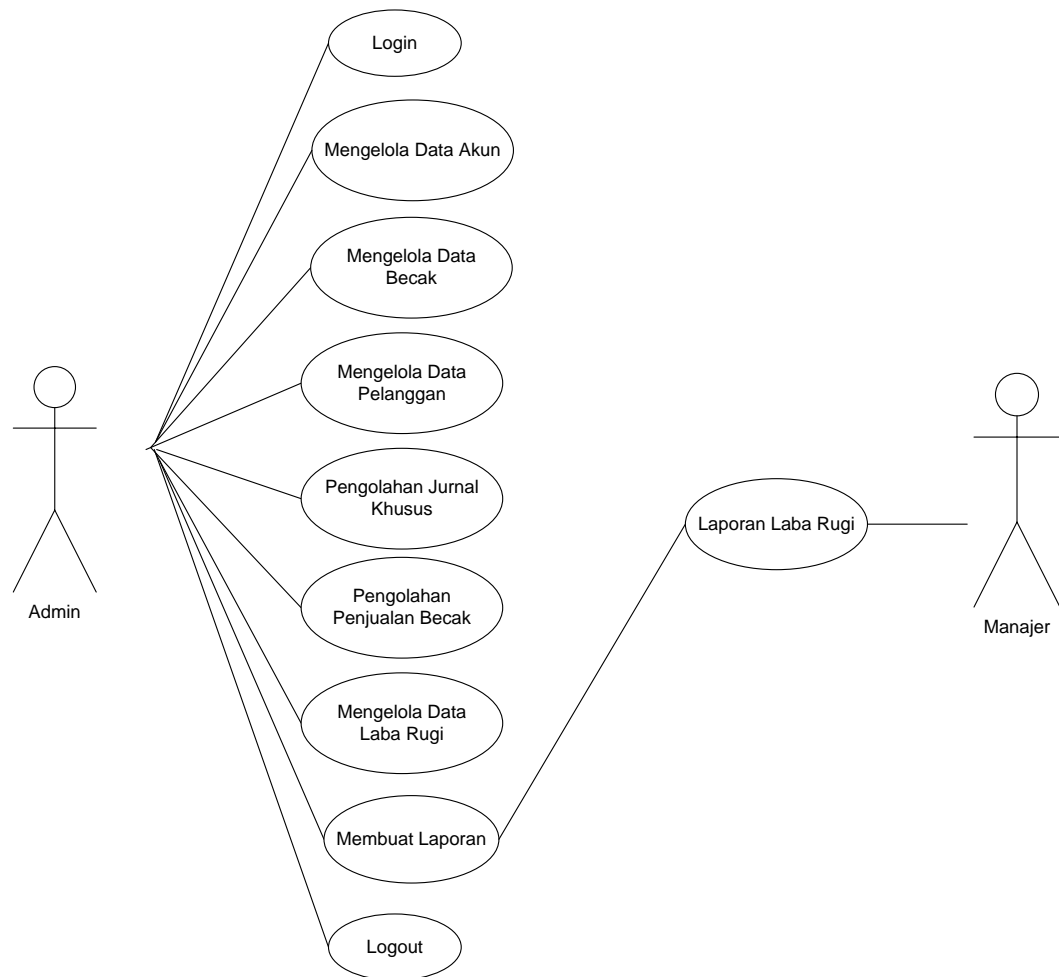 Login
Mengelola Data Akun
Mengelola Data
Becak
Mengelola Data
Pelanggan
Pengolahan Jurnal
Khusus
Pengolahan
Penjualan Becak
Mengelola Data
Laba Rugi
Membuat Laporan
Logout
Admin
Laporan Laba Rugi
Manajer